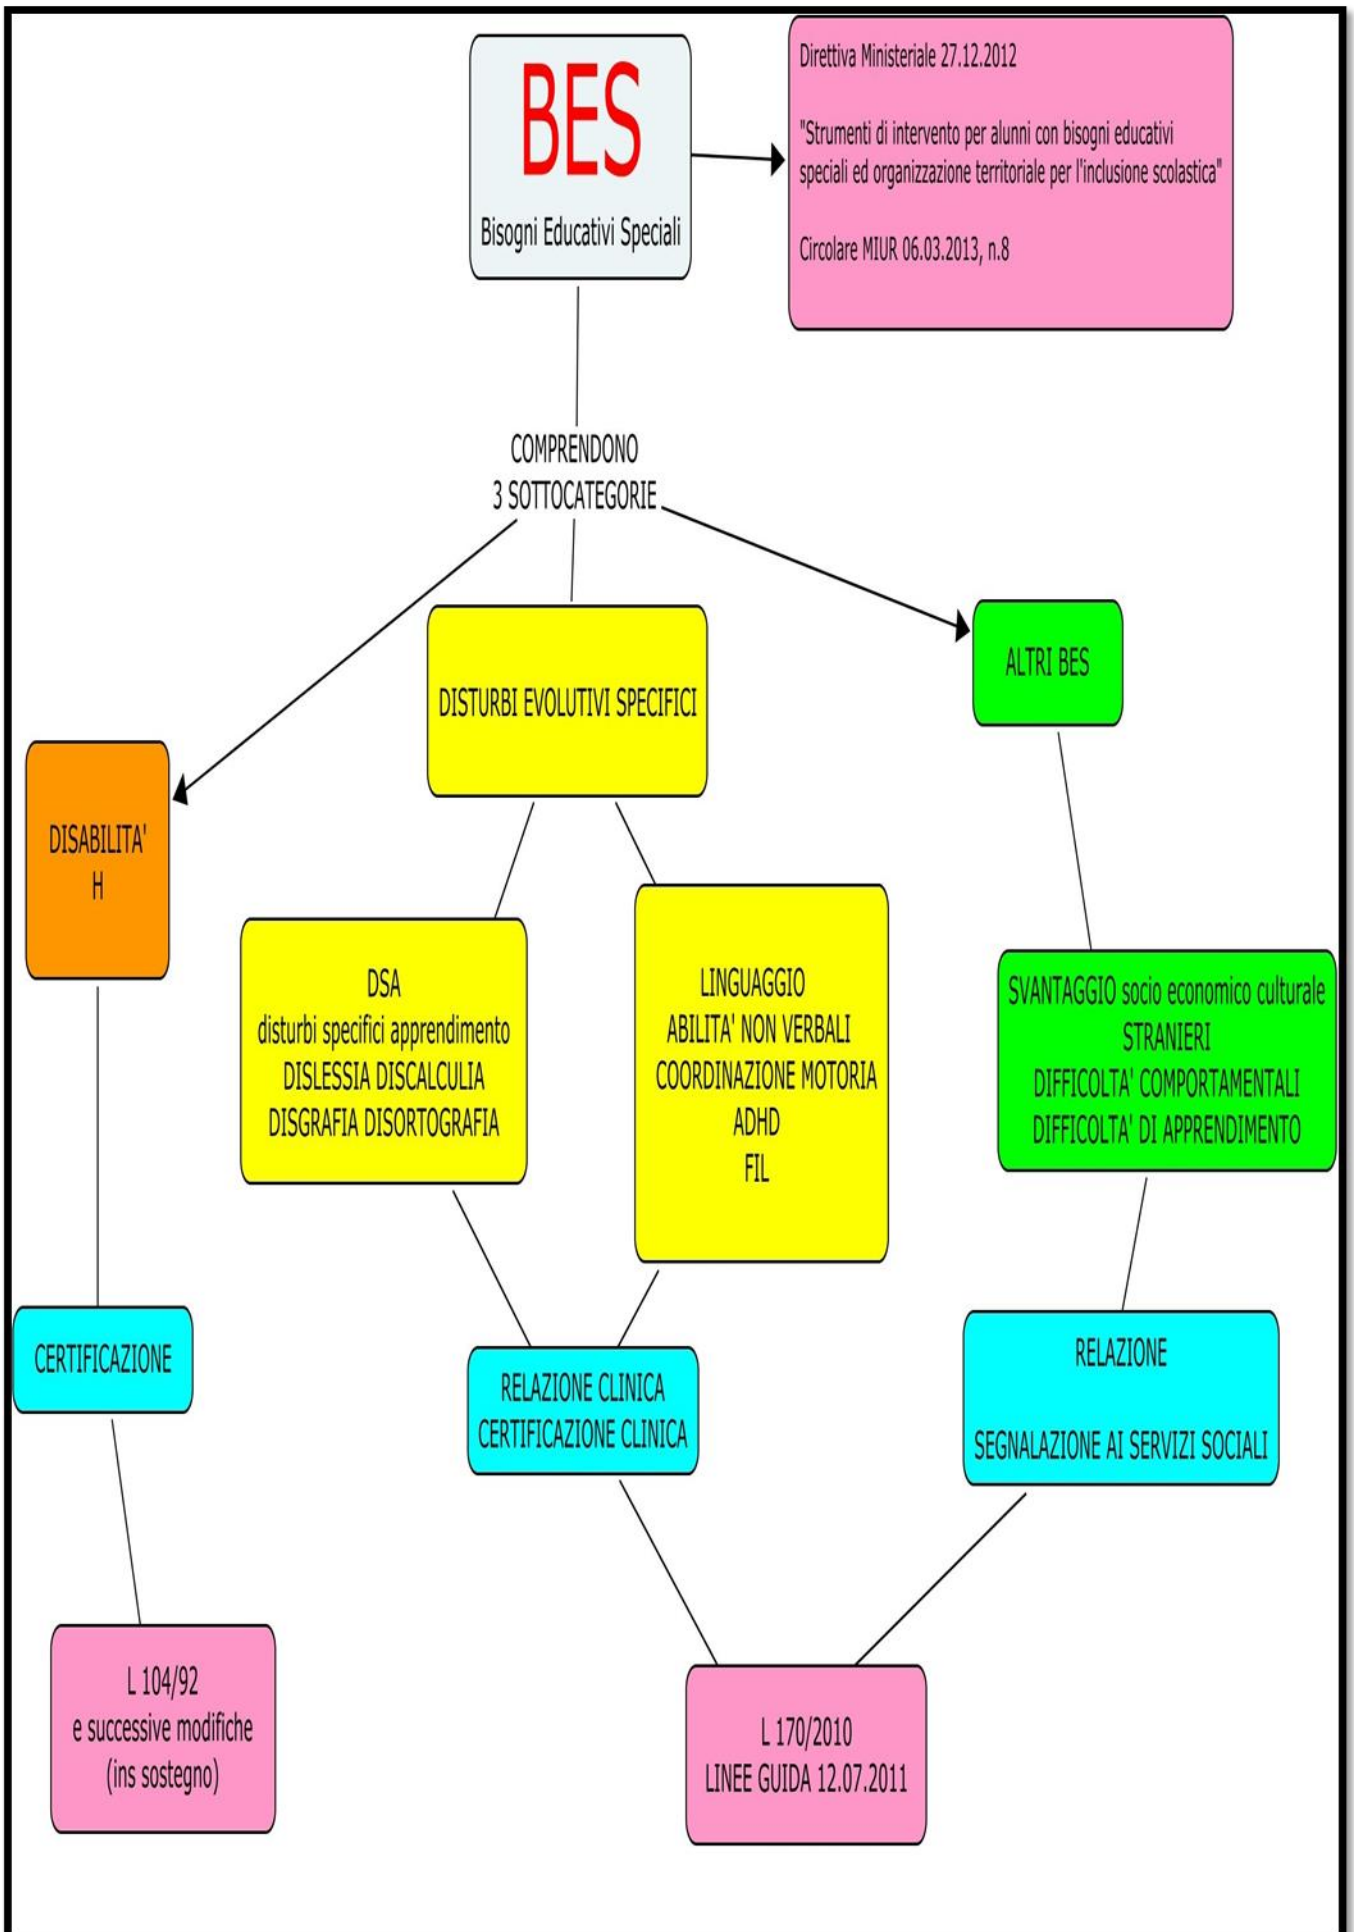 BES
Bisogni Educativi Speciali
Direttiva Ministeriale 27.12.2012
"Strumenti di intervento per alunni con bisogni educativi
speciali ed organizzazione territoriale per l'inclusione scolastica"
Circolare MIUR 06.03.2013, n.8
COMPRENDONO
3 SOTTOCATEGORIE
DISABILITA'
H
DISTURBI EVOLUTIVI SPECIFICI
ALTRI BES
DSA
disturbi specifici apprendimento
DISLESSIA DISCALCULIA
DISGRAFIA DISORTOGRAFIA
LINGUAGGIO
ABILITA' NON VERBALI
COORDINAZIONE MOTORIA
ADHD
FIL
SVANTAGGIO socio economico culturale
STRANIERI
DIFFICOLTA' COMPORTAMENTALI
DIFFICOLTA' DI APPRENDIMENTO
CERTIFICAZIONE
RELAZIONE CLINICA
CERTIFICAZIONE CLINICA
RELAZIONE
SEGNALAZIONE AI SERVIZI SOCIALI
L 104/92
e successive modifiche
(ins sostegno)
L 170/2010
LINEE GUIDA 12.07.2011